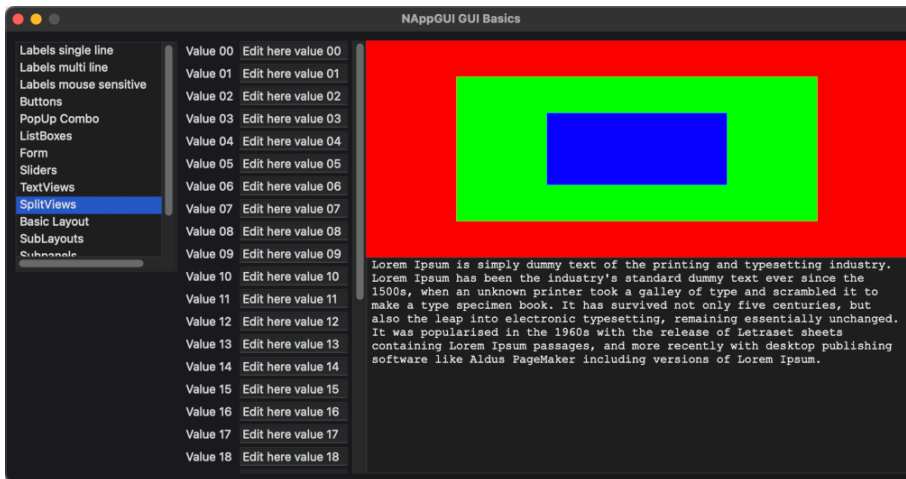 NAppGUI GUI Basics
Labels single line
Labels multi line
Labels mouse sensitive
Buttons
PopUp Combo
ListBoxes
Form
Sliders
TextViews
SplitViews
Basic Layout
SubLayouts
Subpanels
Value 00 Edit here value 00
Value 01 Edit here value 01
Value 02 Edit here value 02
Value 03 Edit here value 03
Value 04 Edit here value 04
Value 05 Edit here value 05
Value 06 Edit here value 06
Value 07 Edit here value 07
Value 08 Edit here value 08
Value 09 Edit here value 09
Value 10 Edit here value 10
Value 11 Edit here value 11
Value 12 Edit here value 12
Value 13 Edit here value 13
Value 14 Edit here value 14
Value 15 Edit here value 15
Value 16 Edit here value 16
Value 17 Edit here value 17
Value 18 Edit here value 18
Lorem Ipsum is simply dummy text of the printing and typesetting industry.
Lorem Ipsum has been the industry's standard dummy text ever since the
1500s, when an unknown printer took a galley of type and scrambled it to
make a type specimen book. It has survived not only five centuries, but
also the leap into electronic typesetting, remaining essentially unchanged.
It was popularised in the 1960s with the release of Letraset sheets
containing Lorem Ipsum passages, and more recently with desktop publishing
software like Aldus PageMaker including versions of Lorem Ipsum.